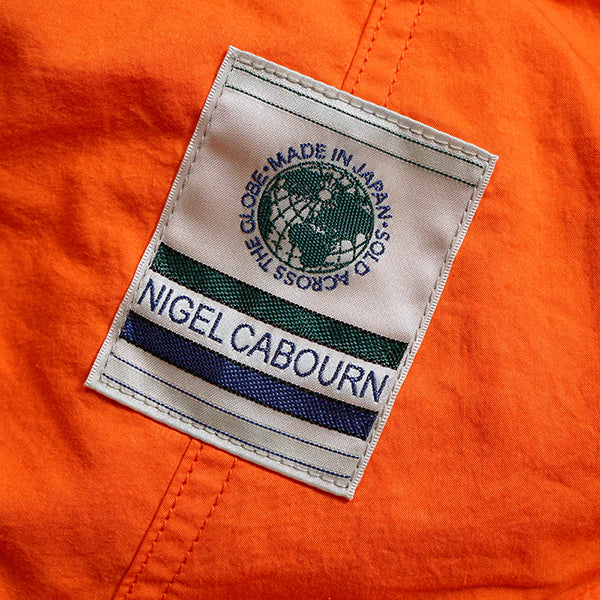 MADE IN JAPAN • SOLD ACROSS THE GLOBE •
NIGEL CABOURN